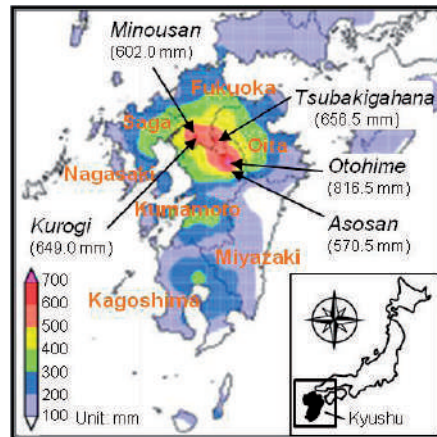 Minousan
(602.0 mm)
Fukuoka
Tsubakigahana
(656.5 mm)
Saga
Oita
Otohime
(816.5 mm)
Nagasaki
Kurogi
(649.0 mm)
Kumamoto
Asosan
(570.5 mm)
Miyazaki
Kagoshima
700
600
500
400
300
200
100
Unit: mm
Kyushu